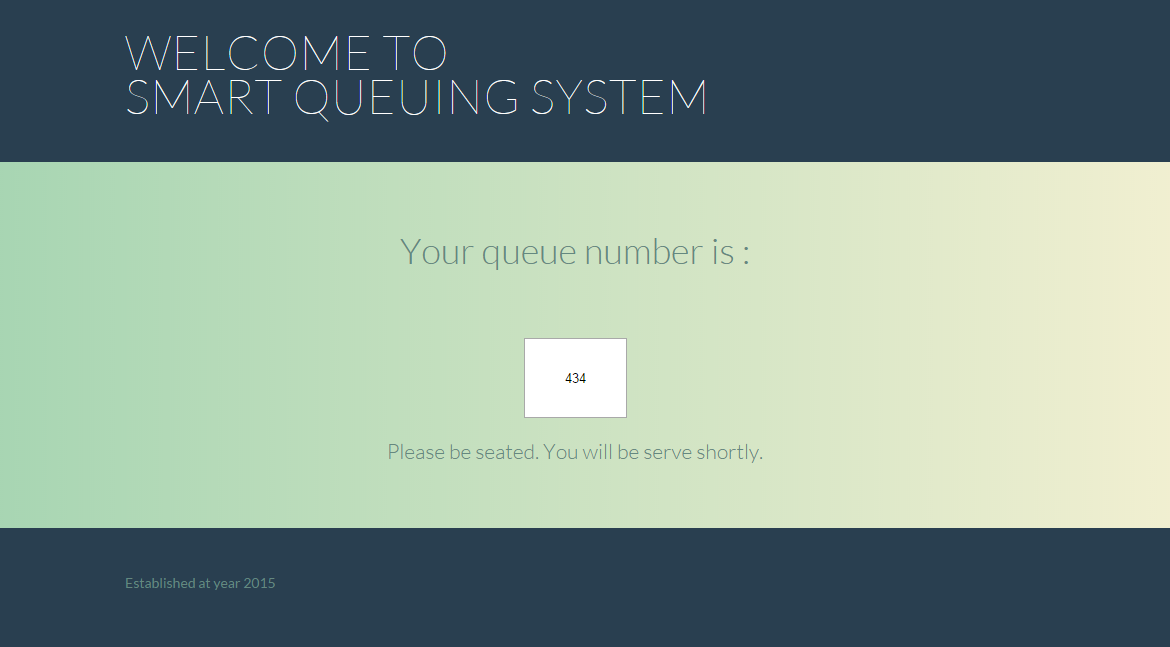 WELCOME TO
SMART QUEUING SYSTEM
Your queue number is :
434
Please be seated. You will be serve shortly.
Established at year 2015